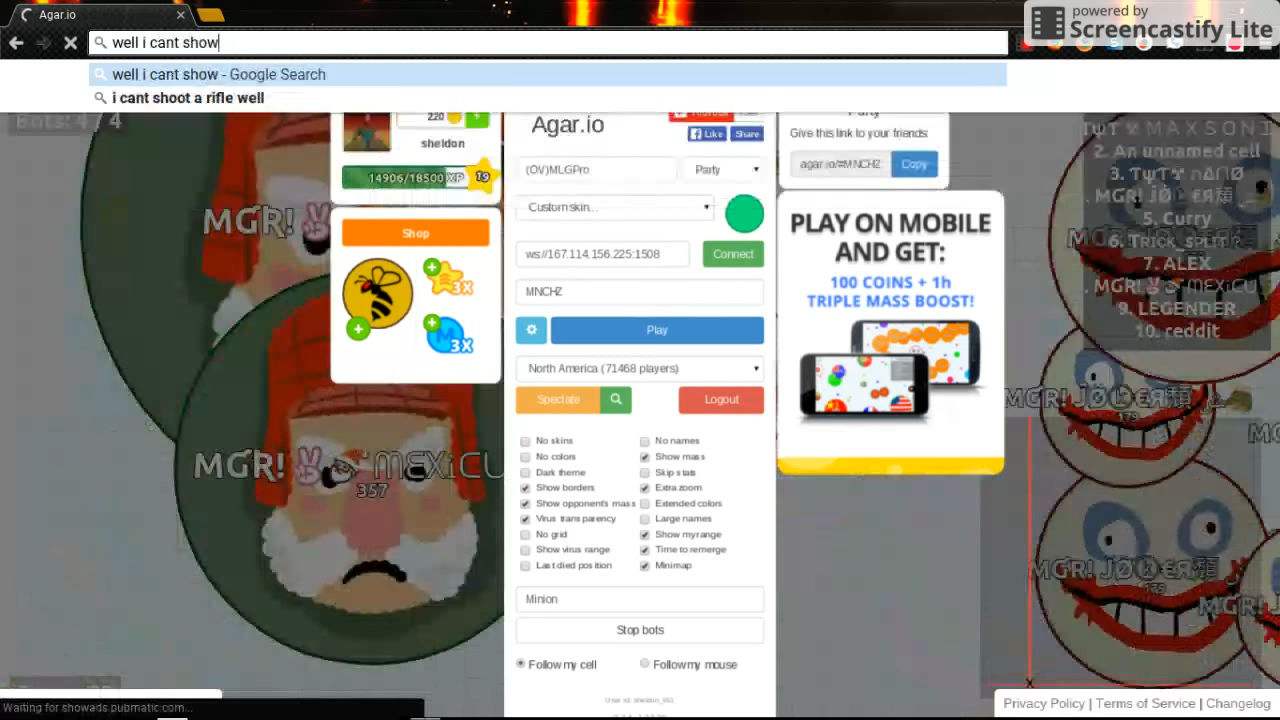 Agar.io
powered by
Screencastify Lite
well i cant show
well i cant show - Google Search
i cant shoot a rifle well
Bots: 4 / 4
220
sheldon
14906/18500 XP
19
Shop
3X
3X
Agar.io
Like
Share
(OV)MLGPro
Party
Custom skin...
ws://167.114.156.225:1508
Connect
MNCHZ
Play
North America (71468 players)
Spectate
Logout
No skins
No names
No colors
Show mass
Dark theme
Skip stats
Show borders
Extra zoom
Show opponent's mass
Extended colors
Virus transparency
Large names
No grid
Show my range
Show virus range
Time to remerge
Last died position
Minimap
Minion
Stop bots
Follow my cell
Follow my mouse
Party
Give this link to your friends:
agar.io/#MNCHZ
Copy
PLAY ON MOBILE
AND GET:
100 COINS + 1h
TRIPLE MASS BOOST!
2. An unnamed cell
5. Curry
7. ALEX
9. LEGENDER
10. reddit
MGR!
MGR!
357
179
Waiting for showads.pubmatic.com...
Privacy Policy | Terms of Service | Changelog